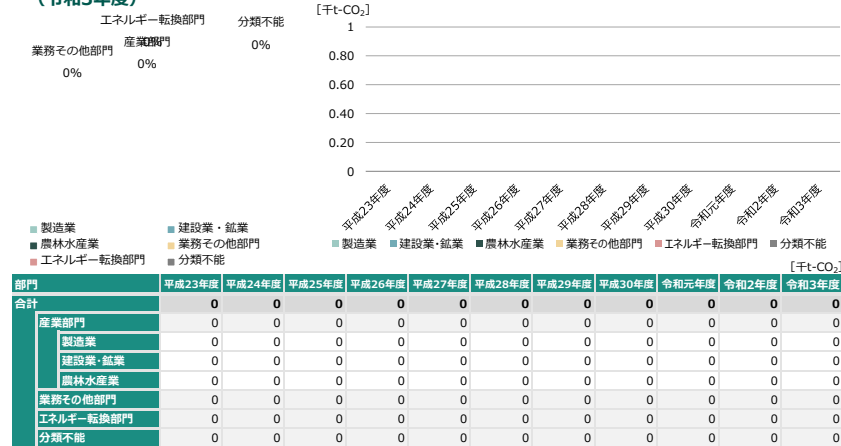 （令和3年度）
エネルギー転換部門
0%
分類不能
0%
産業部門
0%
業務その他部門
0%
製造業
建設業・鉱業
農林水産業
業務その他部門
エネルギー転換部門
分類不能
［千t-CO₂］
1
0.80
0.60
0.40
0.20
0
平成23年度
平成24年度
平成25年度
平成26年度
平成27年度
平成28年度
平成29年度
平成30年度
令和元年度
令和2年度
令和3年度
製造業 建設業・鉱業 農林水産業 業務その他部門 エネルギー転換部門 分類不能
［千t-CO₂］
部門 平成23年度 平成24年度 平成25年度 平成26年度 平成27年度 平成28年度 平成29年度 平成30年度 令和元年度 令和2年度 令和3年度
合計 0 0 0 0 0 0 0 0 0 0 0
産業部門 0 0 0 0 0 0 0 0 0 0 0
製造業 0 0 0 0 0 0 0 0 0 0 0
建設業・鉱業 0 0 0 0 0 0 0 0 0 0 0
農林水産業 0 0 0 0 0 0 0 0 0 0 0
業務その他部門 0 0 0 0 0 0 0 0 0 0 0
エネルギー転換部門 0 0 0 0 0 0 0 0 0 0 0
分類不能 0 0 0 0 0 0 0 0 0 0 0